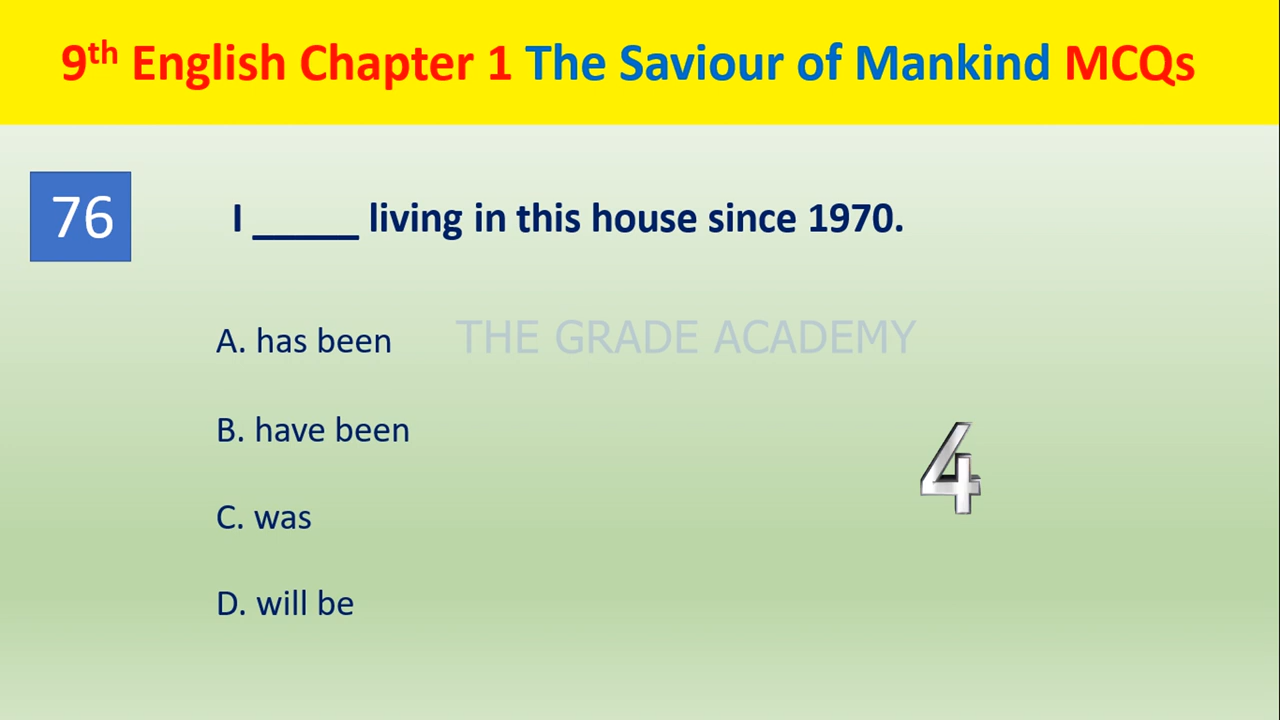 9th English Chapter 1 The Saviour of Mankind MCQs
76
I _____ living in this house since 1970.
A. has been
THE GRADE ACADEMY
B. have been
4
C. was
D. will be